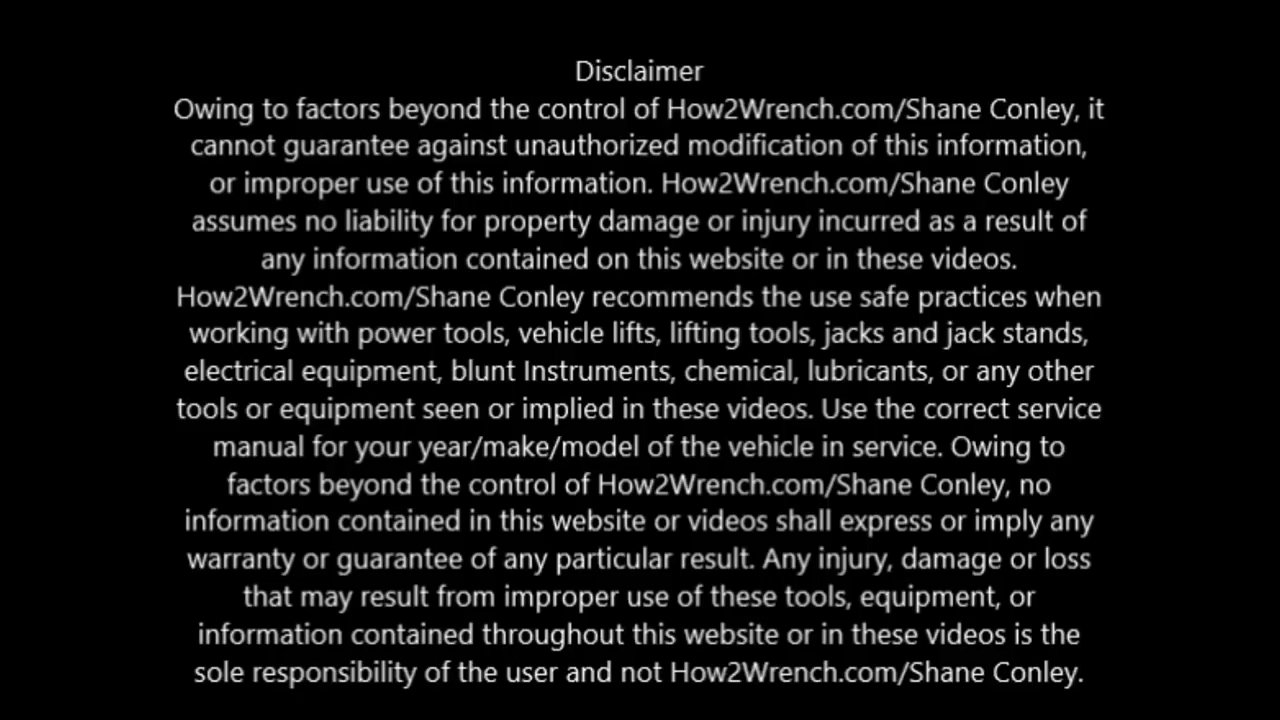 Disclaimer
Owing to factors beyond the control of How2Wrench.com/Shane Conley, it
cannot guarantee against unauthorized modification of this information,
or improper use of this information. How2Wrench.com/Shane Conley
assumes no liability for property damage or injury incurred as a result of
any information contained on this website or in these videos.
How2Wrench.com/Shane Conley recommends the use safe practices when
working with power tools, vehicle lifts, lifting tools, jacks and jack stands,
electrical equipment, blunt Instruments, chemical, lubricants, or any other
tools or equipment seen or implied in these videos. Use the correct service
manual for your year/make/model of the vehicle in service. Owing to
factors beyond the control of How2Wrench.com/Shane Conley, no
information contained in this website or videos shall express or imply any
warranty or guarantee of any particular result. Any injury, damage or loss
that may result from improper use of these tools, equipment, or
information contained throughout this website or in these videos is the
sole responsibility of the user and not How2Wrench.com/Shane Conley.